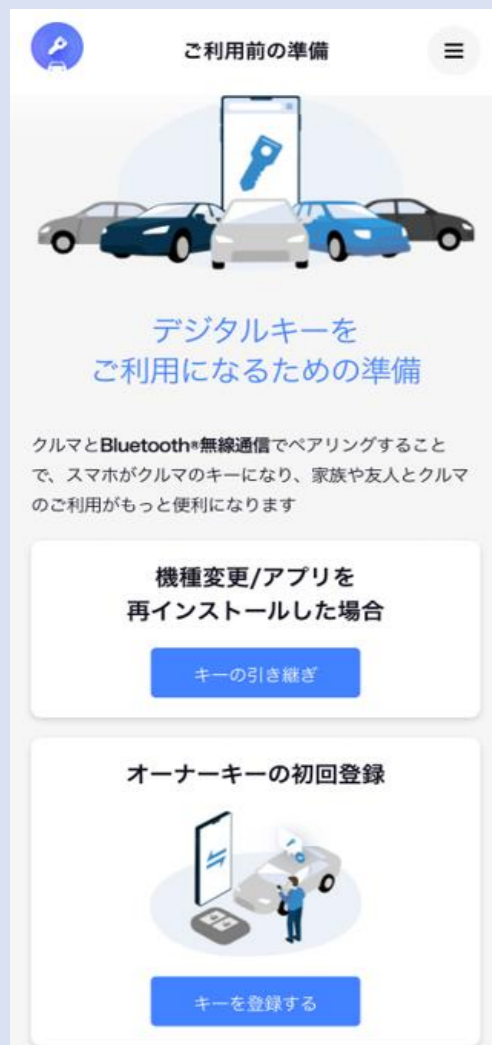 ご利用前の準備
デジタルキーを
ご利用になるための準備
クルマとBluetooth®無線通信でペアリングすること
で、スマホがクルマのキーになり、家族や友人とクルマ
のご利用がもっと便利になります
機種変更/アプリを
再インストールした場合
キーの引き継ぎ
オーナーキーの初回登録
キーを登録する